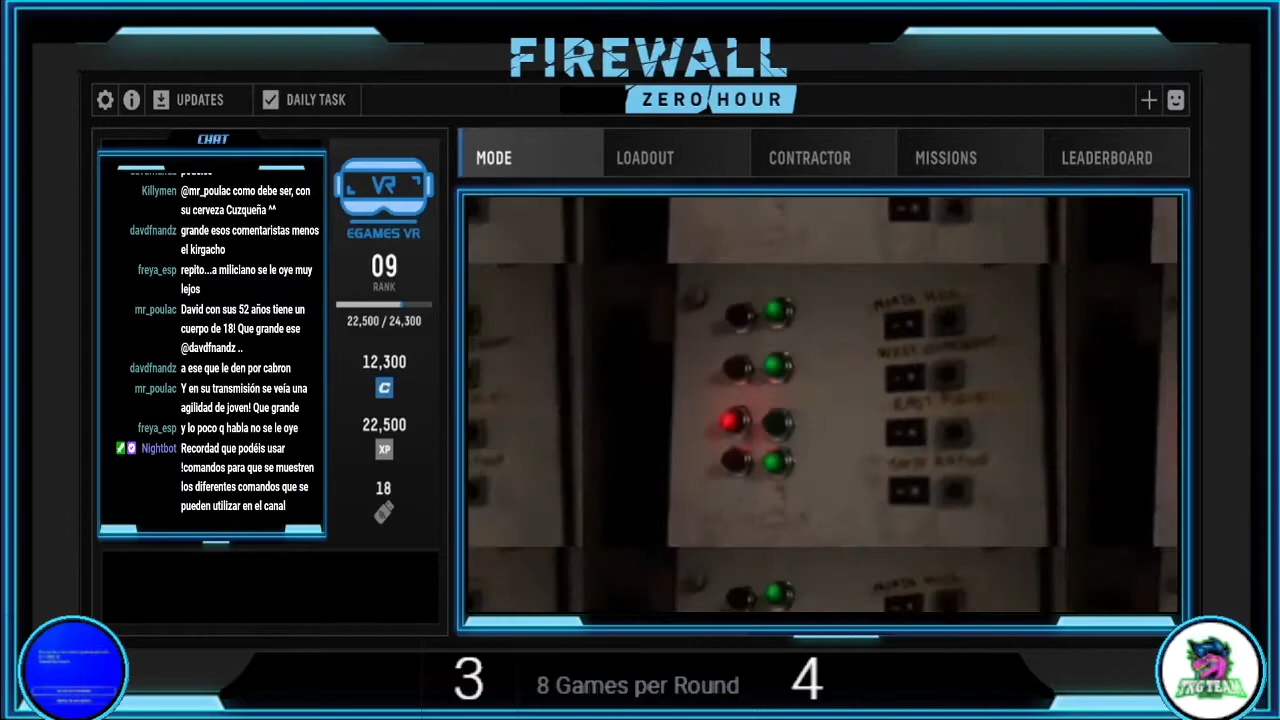 FIREWALL
ZERO HOUR
UPDATES
DAILY TASK
CHAT
Killymen @mr_poulac como debe ser, con
su cerveza Cuzqueña ^^
davdfnandz grande esos comentaristas menos
el kirgacho
freya_esp repito...a miliciano se le oye muy
lejos
mr_poulac David con sus 52 años tiene un
cuerpo de 18! Que grande ese
@davdfnandz ..
davdfnandz a ese que le den por cabron
mr_poulac Y en su transmisión se veía una
agilidad de joven! Que grande
freya_esp y lo poco q habla no se le oye
Nightbot Recordad que podéis usar
!comandos para que se muestren
los diferentes comandos que se
pueden utilizar en el canal
VR
EGAMES VR
09
RANK
22,500 / 24,300
12,300
C
22,500
XP
18
MODE
LOADOUT
CONTRACTOR
MISSIONS
LEADERBOARD
3
8 Games per Round
4
TEAM